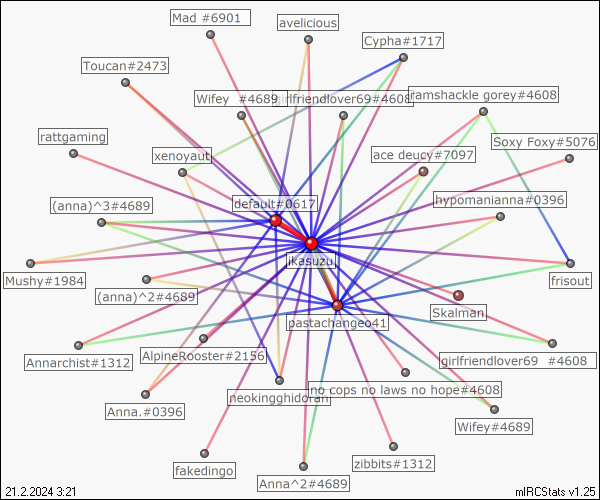 Mad #6901
avelicious
Cypha#1717
Toucan#2473
Wifey  #4689
girlfriendlover69#4608
ramshackle gorey#4608
rattgaming
xenoyaut
ace deucy#7097
Soxy Foxy#5076
(anna)^3#4689
default#0617
hypomanianna#0396
ikasuzu
Mushy#1984
(anna)^2#4689
frisout
Skalman
pastachangeo41
Annarchist#1312
AlpineRooster#2156
girlfriendlover69  #4608
neokingghidorah
no cops no laws no hope#4608
Anna.#0396
Wifey#4689
fakedingo
Anna^2#4689
zibbits#1312
21.2.2024 3:21
mIRCStats v1.25